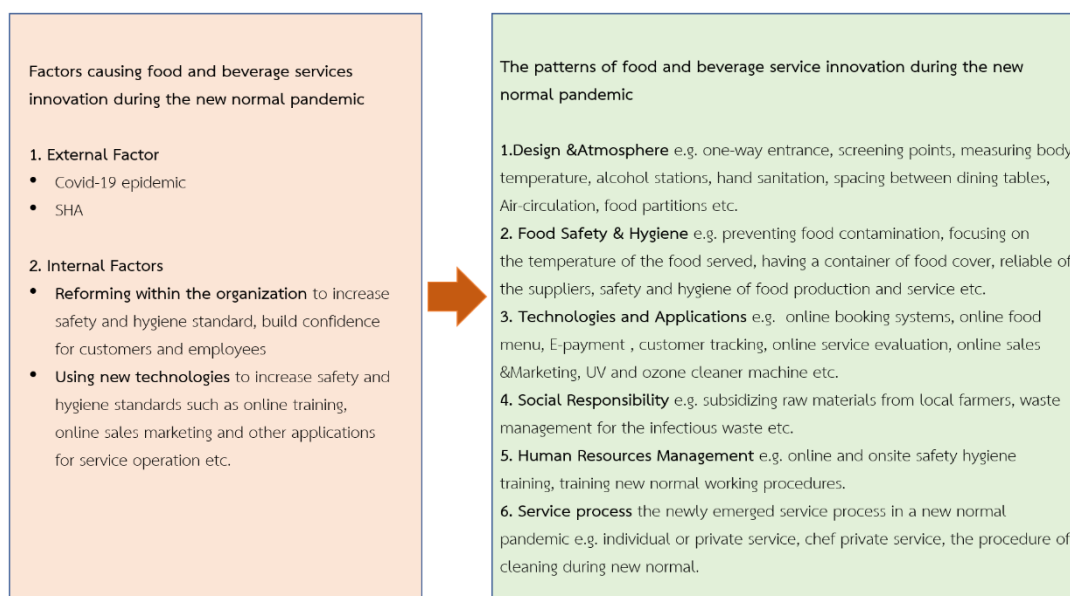 Factors causing food and beverage services
innovation during the new normal pandemic
1. External Factor
• Covid-19 epidemic
• SHA
2. Internal Factors
• Reforming within the organization to increase
safety and hygiene standard, build confidence
for customers and employees
• Using new technologies to increase safety and
hygiene standards such as online training,
online sales marketing and other applications
for service operation etc.
The patterns of food and beverage service innovation during the new
normal pandemic
1.Design &Atmosphere e.g. one-way entrance, screening points, measuring body
temperature, alcohol stations, hand sanitation, spacing between dining tables,
Air-circulation, food partitions etc.
2. Food Safety & Hygiene e.g. preventing food contamination, focusing on
the temperature of the food served, having a container of food cover, reliable of
the suppliers, safety and hygiene of food production and service etc.
3. Technologies and Applications e.g. online booking systems, online food
menu, E-payment , customer tracking, online service evaluation, online sales
&Marketing, UV and ozone cleaner machine etc.
4. Social Responsibility e.g. subsidizing raw materials from local farmers, waste
management for the infectious waste etc.
5. Human Resources Management e.g. online and onsite safety hygiene
training, training new normal working procedures.
6. Service process the newly emerged service process in a new normal
pandemic e.g. individual or private service, chef private service, the procedure of
cleaning during new normal.